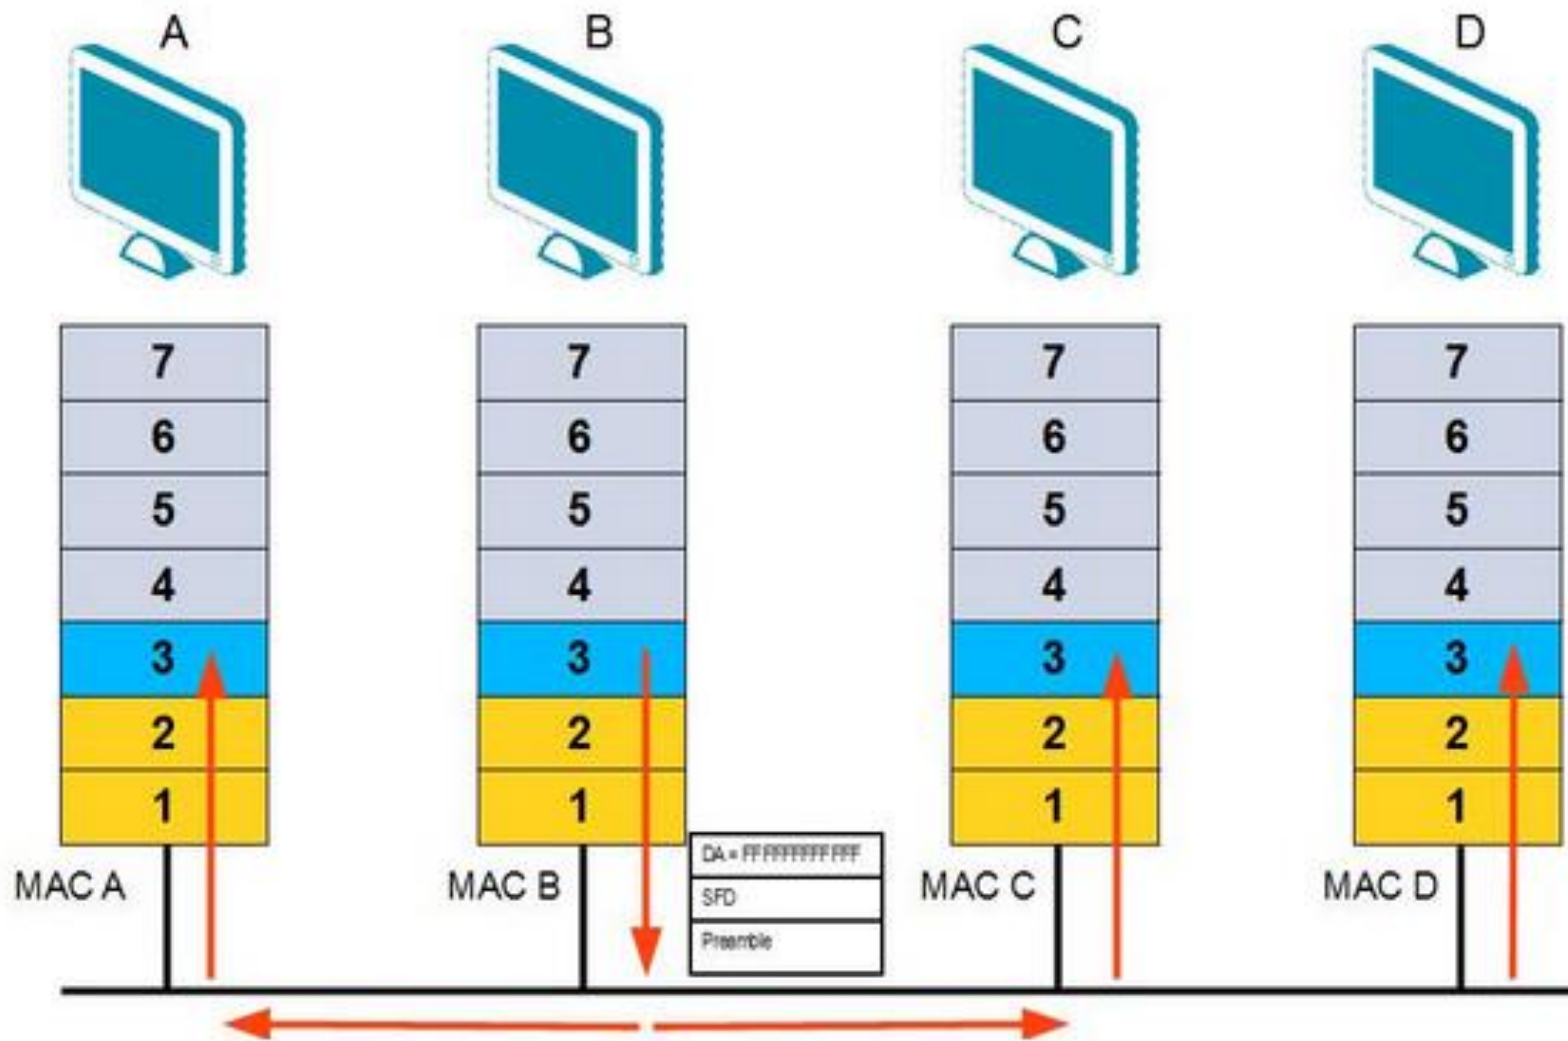 A B C D
7 7 7 7
6 6 6 6
5 5 5 5
4 4 4 4
3 3 3 3
2 2 2 2
1 1 1 1
DA = FFFFFFFFFFFF
MAC A MAC B MAC C MAC D
SFD
Preamble